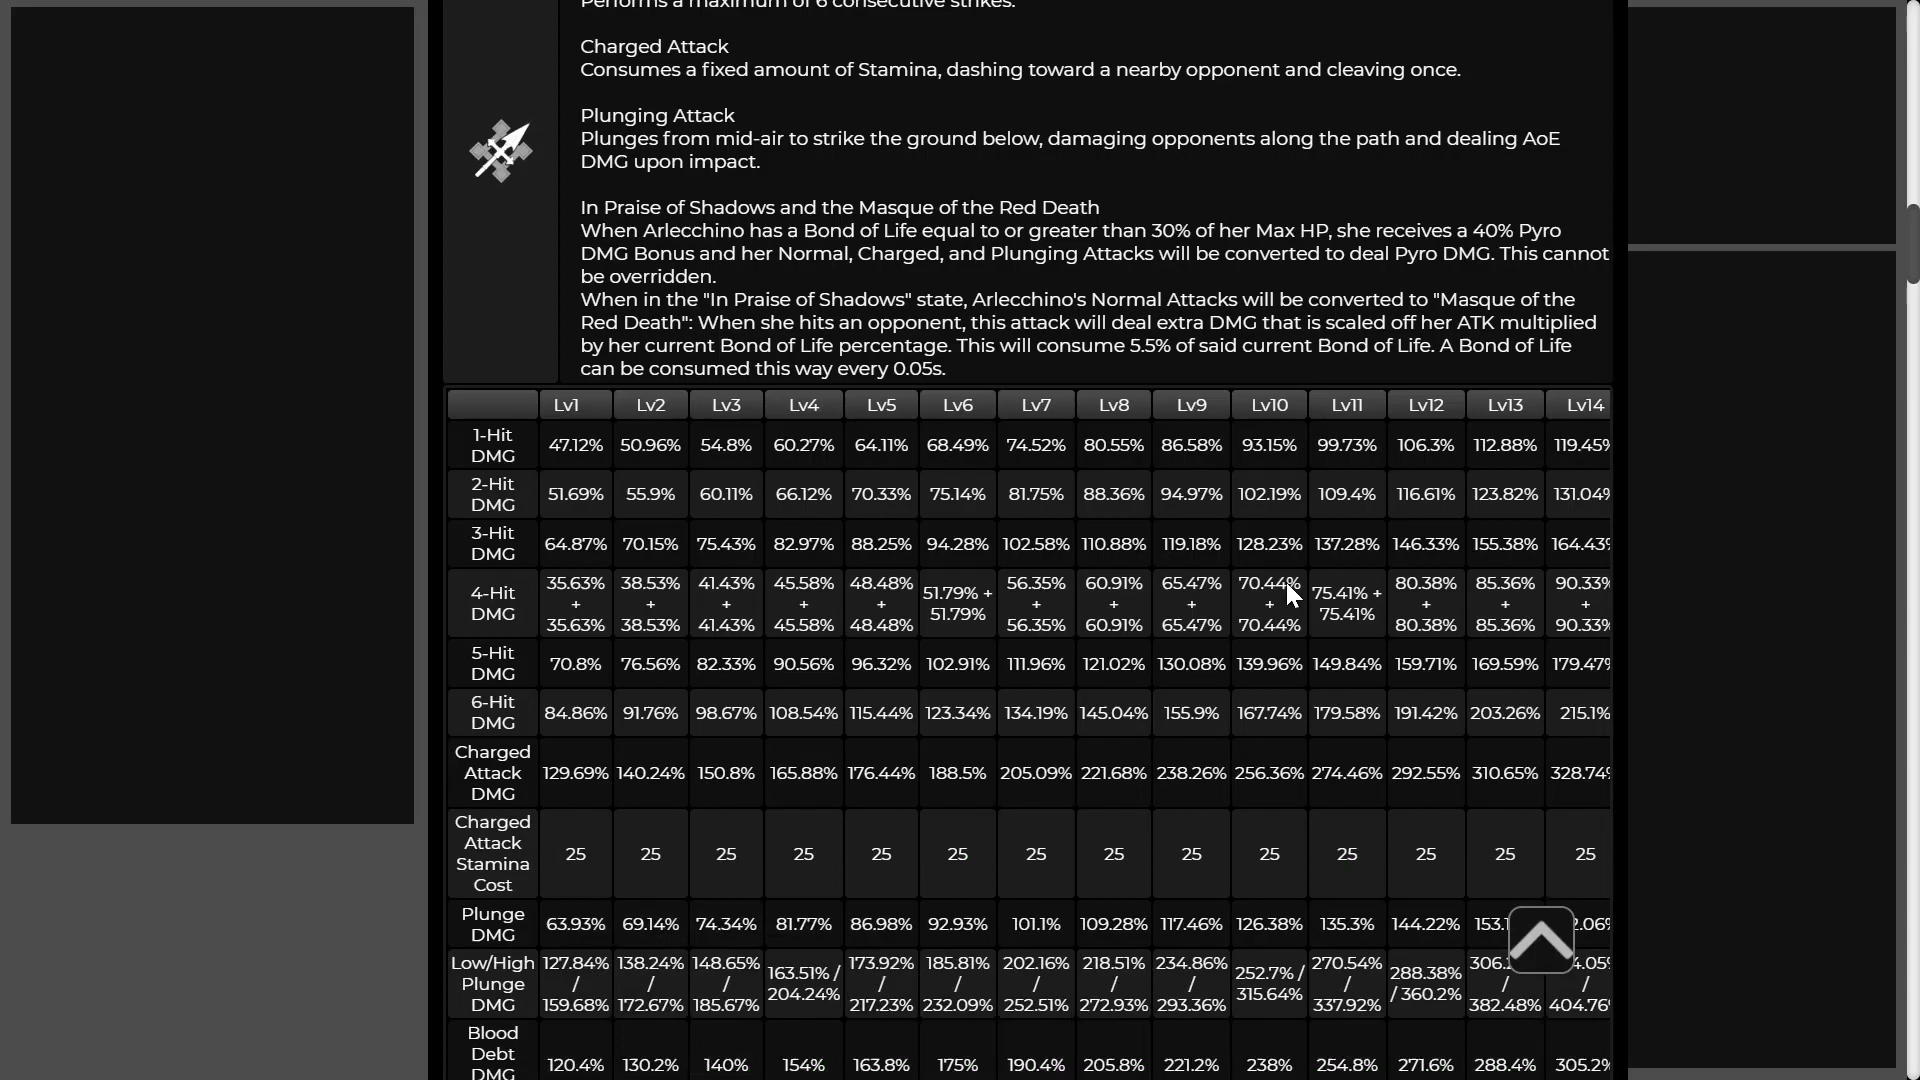 Performs a maximum of 6 consecutive strikes.
Charged Attack
Consumes a fixed amount of Stamina, dashing toward a nearby opponent and cleaving once.
Plunging Attack
Plunges from mid-air to strike the ground below, damaging opponents along the path and dealing AoE
DMG upon impact.
In Praise of Shadows and the Masque of the Red Death
When Arlecchino has a Bond of Life equal to or greater than 30% of her Max HP, she receives a 40% Pyro
DMG Bonus and her Normal, Charged, and Plunging Attacks will be converted to deal Pyro DMG. This cannot
be overridden.
When in the "In Praise of Shadows" state, Arlecchino's Normal Attacks will be converted to "Masque of the
Red Death": When she hits an opponent, this attack will deal extra DMG that is scaled off her ATK multiplied
by her current Bond of Life percentage. This will consume 5.5% of said current Bond of Life. A Bond of Life
can be consumed this way every 0.05s.
Lv1 Lv2 Lv3 Lv4 Lv5 Lv6 Lv7 Lv8 Lv9 Lv10 Lv11 Lv12 Lv13 Lv14
1-Hit DMG 47.12% 50.96% 54.8% 60.27% 64.11% 68.49% 74.52% 80.55% 86.58% 93.15% 99.73% 106.3% 112.88% 119.45%
2-Hit DMG 51.69% 55.9% 60.11% 66.12% 70.33% 75.14% 81.75% 88.36% 94.97% 102.19% 109.4% 116.61% 123.82% 131.04%
3-Hit DMG 64.87% 70.15% 75.43% 82.97% 88.25% 94.28% 102.58% 110.88% 119.18% 128.23% 137.28% 146.33% 155.38% 164.43%
4-Hit DMG 35.63% + 35.63% 38.53% + 38.53% 41.43% + 41.43% 45.58% + 45.58% 48.48% + 48.48% 51.79% + 51.79% 56.35% + 56.35% 60.91% + 60.91% 65.47% + 65.47% 70.44% + 70.44% 75.41% + 75.41% 80.38% + 80.38% 85.36% + 85.36% 90.33% + 90.33%
5-Hit DMG 70.8% 76.56% 82.33% 90.56% 96.32% 102.91% 111.96% 121.02% 130.08% 139.96% 149.84% 159.71% 169.59% 179.47%
6-Hit DMG 84.86% 91.76% 98.67% 108.54% 115.44% 123.34% 134.19% 145.04% 155.9% 167.74% 179.58% 191.42% 203.26% 215.1%
Charged Attack DMG 129.69% 140.24% 150.8% 165.88% 176.44% 188.5% 205.09% 221.68% 238.26% 256.36% 274.46% 292.55% 310.65% 328.74%
Charged Attack Stamina Cost 25 25 25 25 25 25 25 25 25 25 25 25 25 25
Plunge DMG 63.93% 69.14% 74.34% 81.77% 86.98% 92.93% 101.1% 109.28% 117.46% 126.38% 135.3% 144.22%
Low/High Plunge DMG 127.84% / 159.68% 138.24% / 172.67% 148.65% / 185.67% 163.51% / 204.24% 173.92% / 217.23% 185.81% / 232.09% 202.16% / 252.51% 218.51% / 272.93% 234.86% / 293.36% 252.7% / 315.64% 270.54% / 337.92% 288.38% / 360.2% / 382.48% / 404.76%
Blood Debt DMG 120.4% 130.2% 140% 154% 163.8% 175% 190.4% 205.8% 221.2% 238% 254.8% 271.6% 288.4% 305.2%